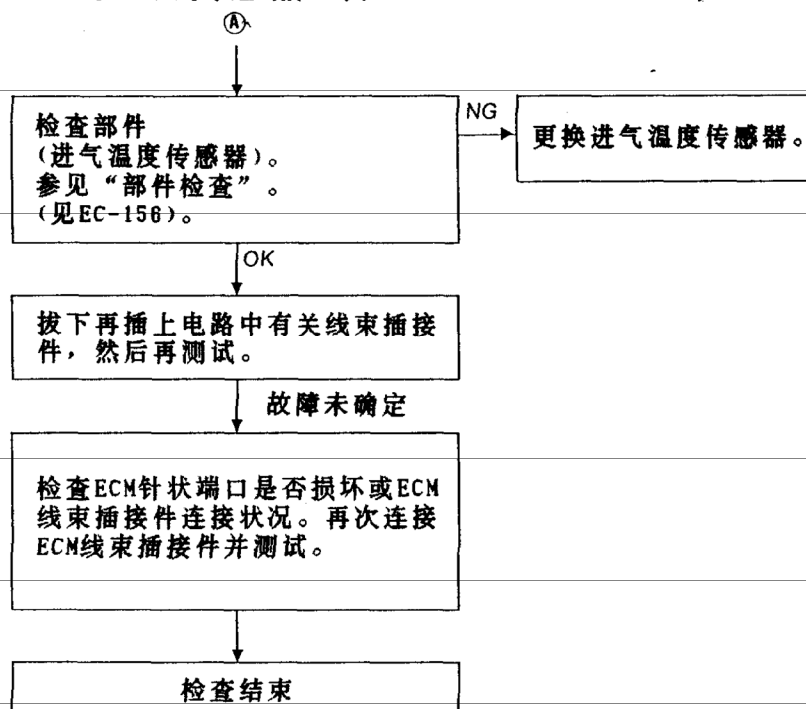 A
检查部件
(进气温度传感器)。
参见“部件检查”。
(见EC-156)。
NG
更换进气温度传感器。
OK
拔下再插上电路中有关线束插接
件，然后再测试。
故障未确定
检查ECM针状端口是否损坏或ECM
线束插接件连接状况。再次连接
ECM线束插接件并测试。
检查结束